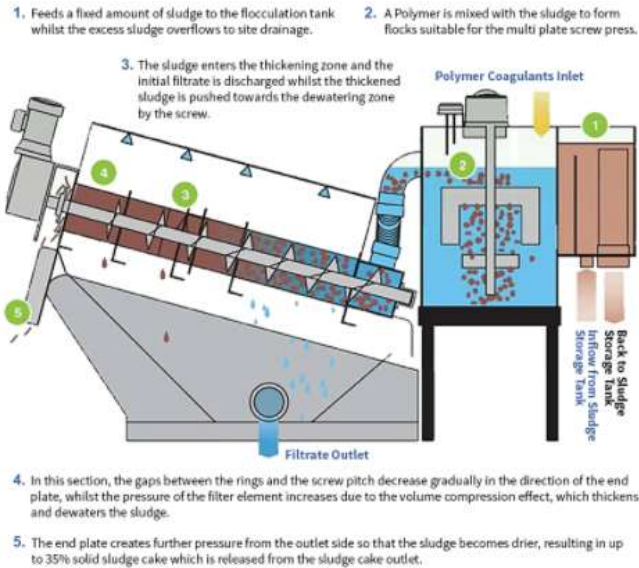 1. Feeds a fixed amount of sludge to the flocculation tank
whilst the excess sludge overflows to site drainage.
2. A Polymer is mixed with the sludge to form
flocks suitable for the multi plate screw press.
3. The sludge enters the thickening zone and the
initial filtrate is discharged whilst the thickened
sludge is pushed towards the dewatering zone
by the screw.
Polymer Coagulants Inlet
1
2
4
3
5
Back to Sludge
Storage Tank
Inflow from Sludge
Storage Tank
Filtrate Outlet
4. In this section, the gaps between the rings and the screw pitch decrease gradually in the direction of the end
plate, whilst the pressure of the filter element increases due to the volume compression effect, which thickens
and dewaters the sludge.
5. The end plate creates further pressure from the outlet side so that the sludge becomes drier, resulting in up
to 35% solid sludge cake which is released from the sludge cake outlet.